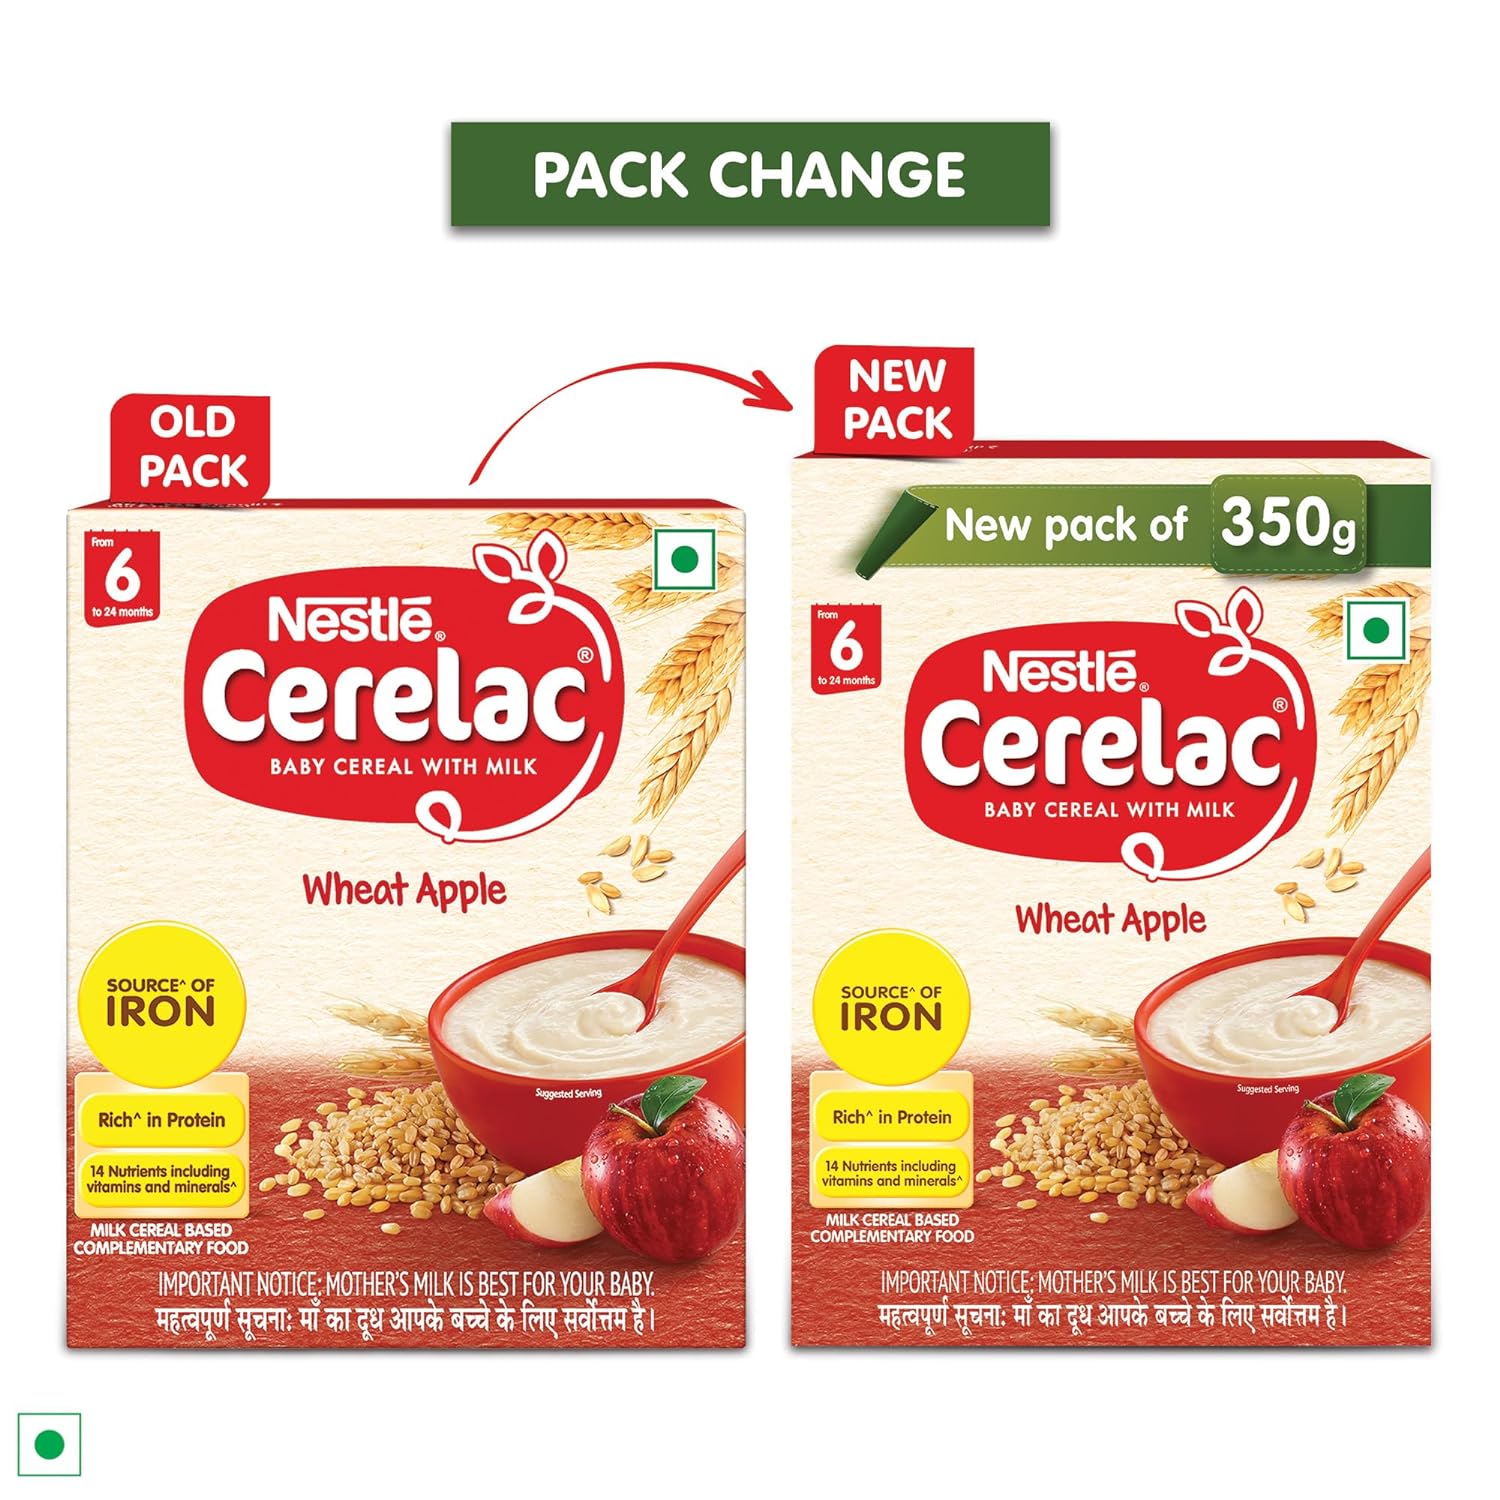 PACK CHANGE
OLD
PACK
From
6
to 24 months
Nestlé®
Cerelac®
BABY CEREAL WITH MILK
Wheat Apple
SOURCE^ OF
IRON
Rich^ in Protein
14 Nutrients including
vitamins and minerals^
MILK CEREAL BASED
COMPLEMENTARY FOOD
Suggested Serving
IMPORTANT NOTICE: MOTHER'S MILK IS BEST FOR YOUR BABY.
महत्वपूर्ण सूचना: माँ का दूध आपके बच्चे के लिए सर्वोत्तम है।
NEW
PACK
New pack of 350g
From
6
to 24 months
Nestlé®
Cerelac®
BABY CEREAL WITH MILK
Wheat Apple
SOURCE^ OF
IRON
Rich^ in Protein
14 Nutrients including
vitamins and minerals^
MILK CEREAL BASED
COMPLEMENTARY FOOD
Suggested Serving
IMPORTANT NOTICE: MOTHER'S MILK IS BEST FOR YOUR BABY.
महत्वपूर्ण सूचना: माँ का दूध आपके बच्चे के लिए सर्वोत्तम है।